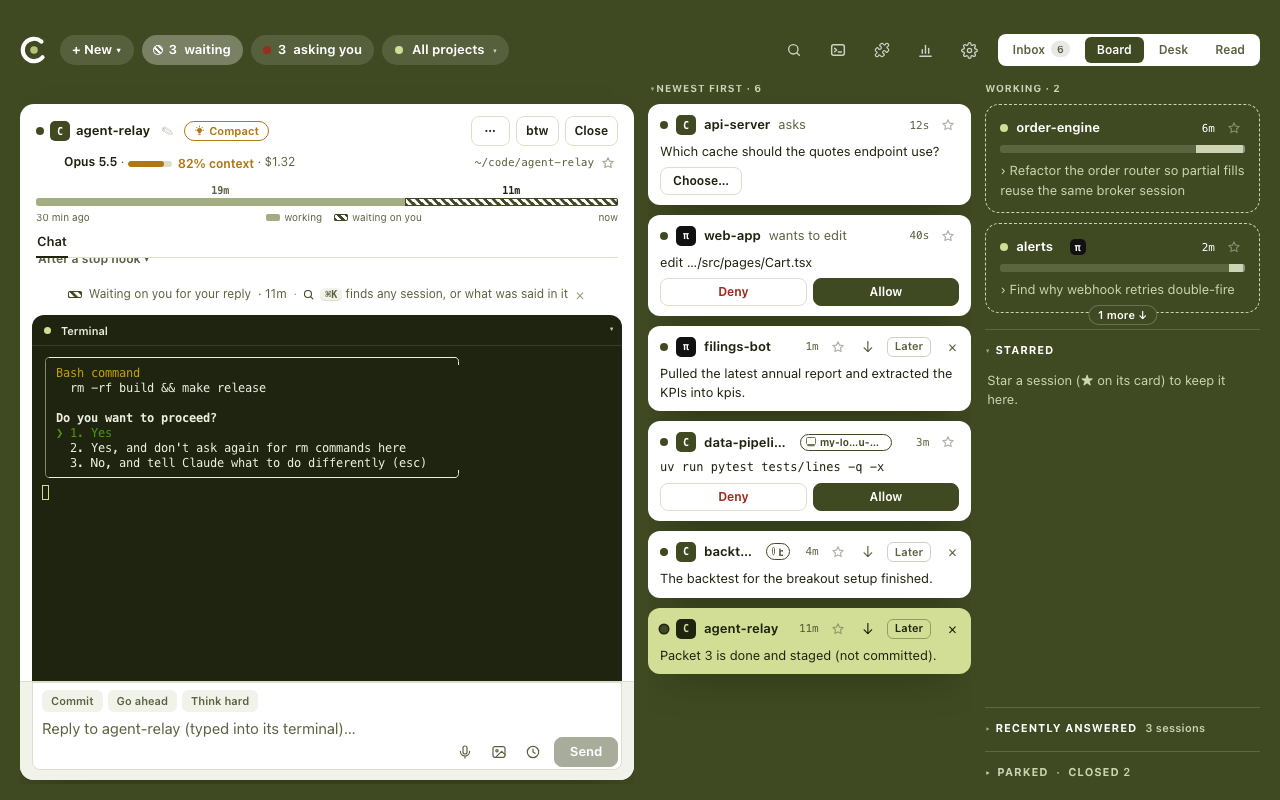 + New ▾
3 waiting
3 asking you
All projects ▾
Inbox 6
Board
Desk
Read
C agent-relay
Compact
...
btw
Close
Opus 5.5 · 82% context · $1.32
~/code/agent-relay
19m
11m
30 min ago
working
waiting on you
now
Chat
After a stop hook ▾
Waiting on you for your reply · 11m · ⌘K finds any session, or what was said in it ×
Terminal
Bash command
rm -rf build && make release
Do you want to proceed?
❯ 1. Yes
2. Yes, and don't ask again for rm commands here
3. No, and tell Claude what to do differently (esc)
Commit
Go ahead
Think hard
Reply to agent-relay (typed into its terminal)...
Send
NEWEST FIRST · 6
C api-server asks 12s
Which cache should the quotes endpoint use?
Choose...
π web-app wants to edit 40s
edit .../src/pages/Cart.tsx
Deny
Allow
π filings-bot 1m ↓ Later ×
Pulled the latest annual report and extracted the
KPIs into kpis.
C data-pipeli... my-lo...u-... 3m
uv run pytest tests/lines -q -x
Deny
Allow
C backt... 4m ↓ Later ×
The backtest for the breakout setup finished.
C agent-relay 11m ↓ Later ×
Packet 3 is done and staged (not committed).
WORKING · 2
order-engine 6m
› Refactor the order router so partial fills
reuse the same broker session
alerts π 2m
› Find why webhook retries double-fire
1 more ↓
STARRED
Star a session (★ on its card) to keep it
here.
RECENTLY ANSWERED 3 sessions
PARKED · CLOSED 2